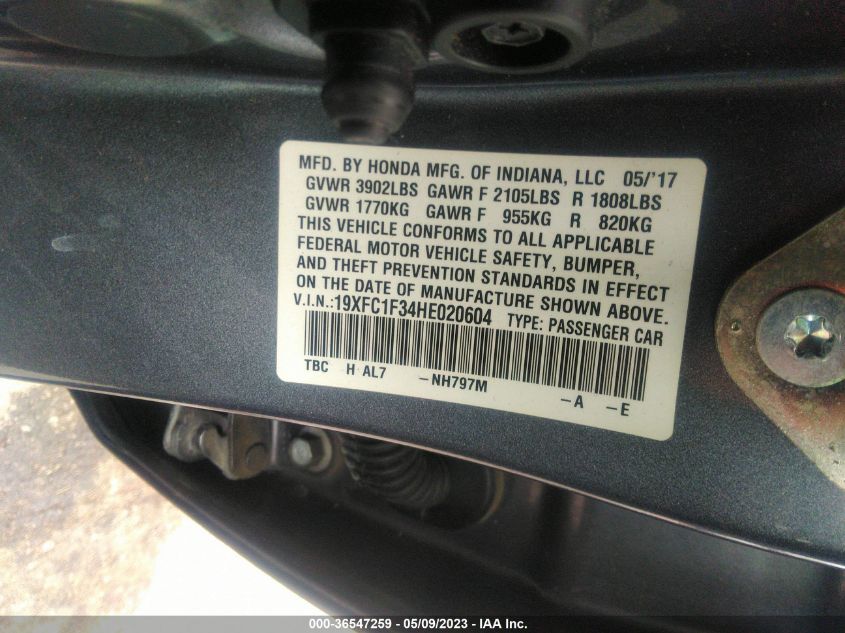 MFD. BY HONDA MFG. OF INDIANA, LLC 05/'17
GVWR 3902LBS GAWR F 2105LBS R 1808LBS
GVWR 1770KG GAWR F 955KG R 820KG
THIS VEHICLE CONFORMS TO ALL APPLICABLE
FEDERAL MOTOR VEHICLE SAFETY, BUMPER,
AND THEFT PREVENTION STANDARDS IN EFFECT
ON THE DATE OF MANUFACTURE SHOWN ABOVE.
V.I.N.:19XFC1F34HE020604 TYPE: PASSENGER CAR
TBC H AL7 -NH797M -A -E
000-36547259 - 05/09/2023 - IAA Inc.